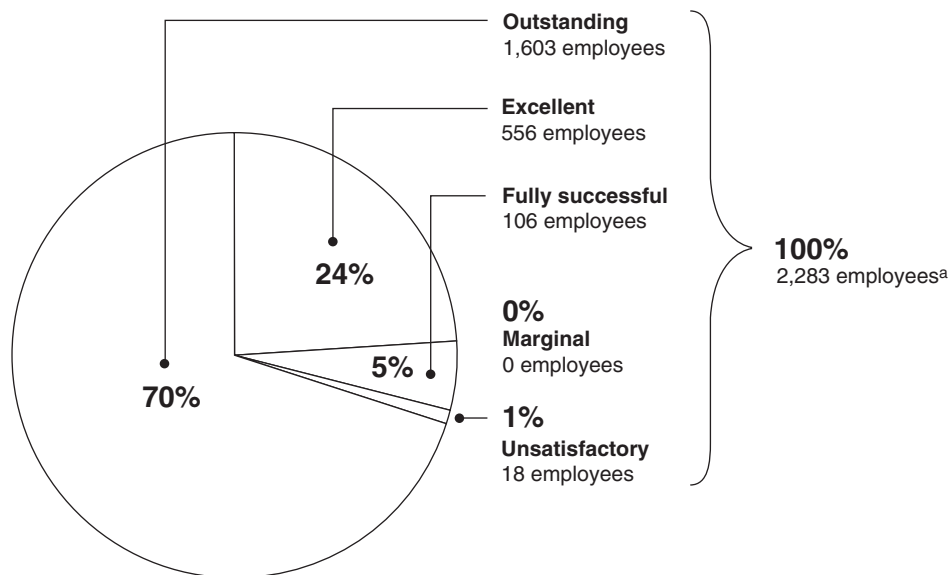 Outstanding
1,603 employees
Excellent
556 employees
Fully successful
106 employees
100%
2,283 employeesª
24%
0%
Marginal
0 employees
5%
70%
1%
Unsatisfactory
18 employees